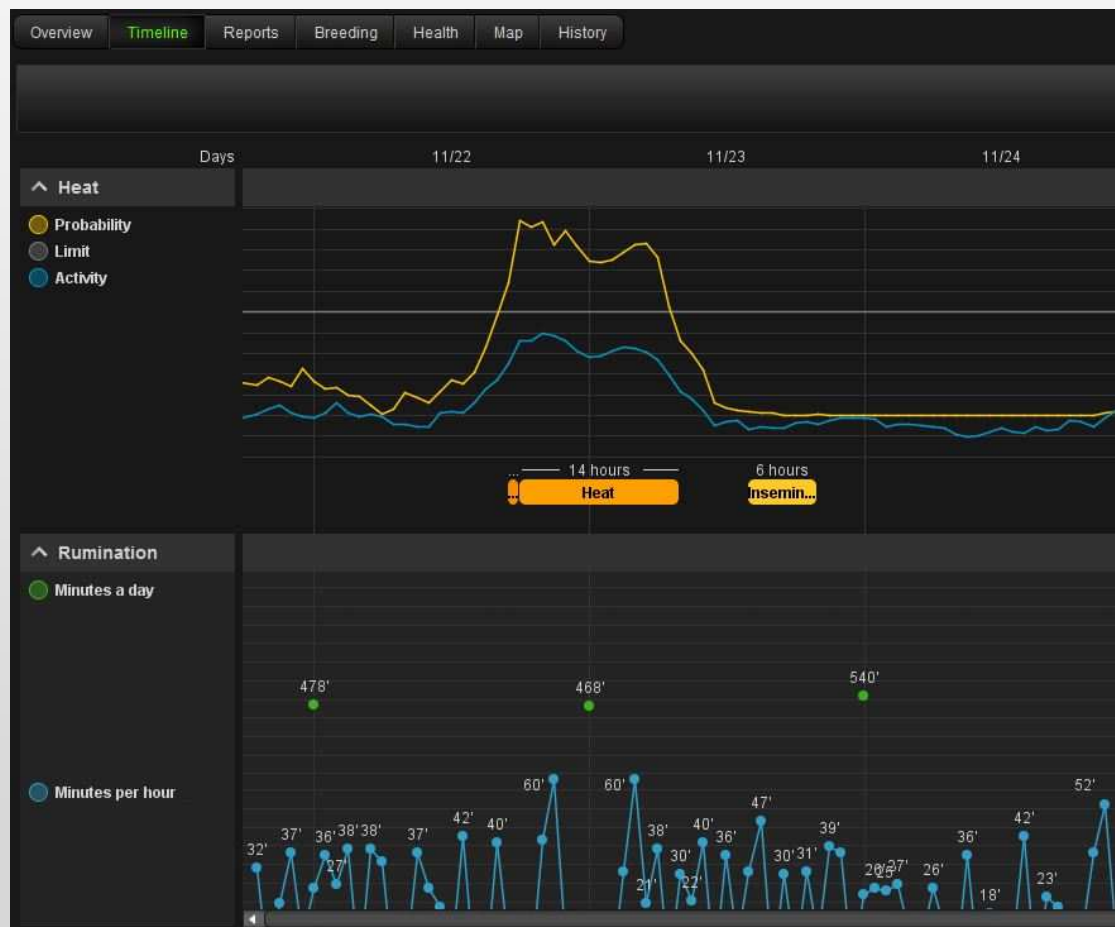 Overview Timeline Reports Breeding Health Map History
Days 11/22 11/23 11/24
Heat
Probability
Limit
Activity
... 14 hours 6 hours
... Heat Insemin...
Rumination
Minutes a day
478' 468' 540'
Minutes per hour
60' 60' 52'
42' 40' 47' 42'
37' 36' 38' 38' 37' 38' 40' 36' 39' 36'
32' 27' 30' 30' 31'
21' 22' 26' 25' 27' 26' 23'
18'